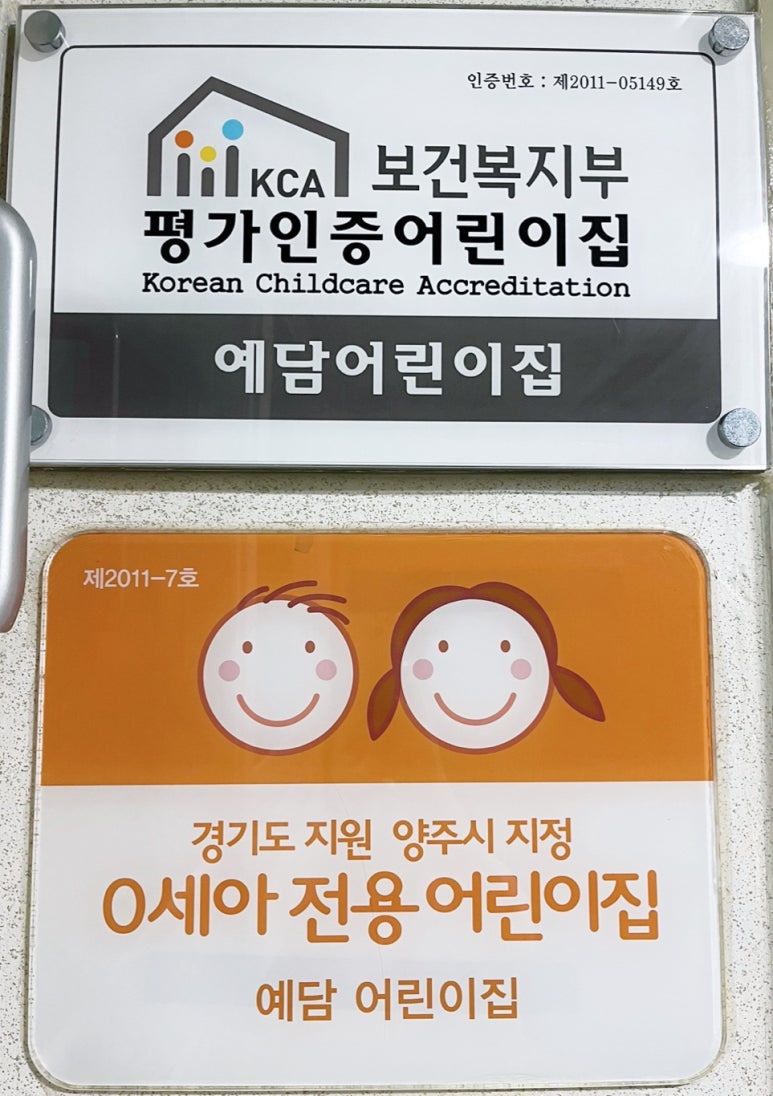 인증번호 : 제2011-05149호
KCA 보건복지부
평가인증어린이집
Korean Childcare Accreditation
예담어린이집
제2011-7호
경기도 지원 양주시 지정
0세아 전용 어린이집
예담 어린이집